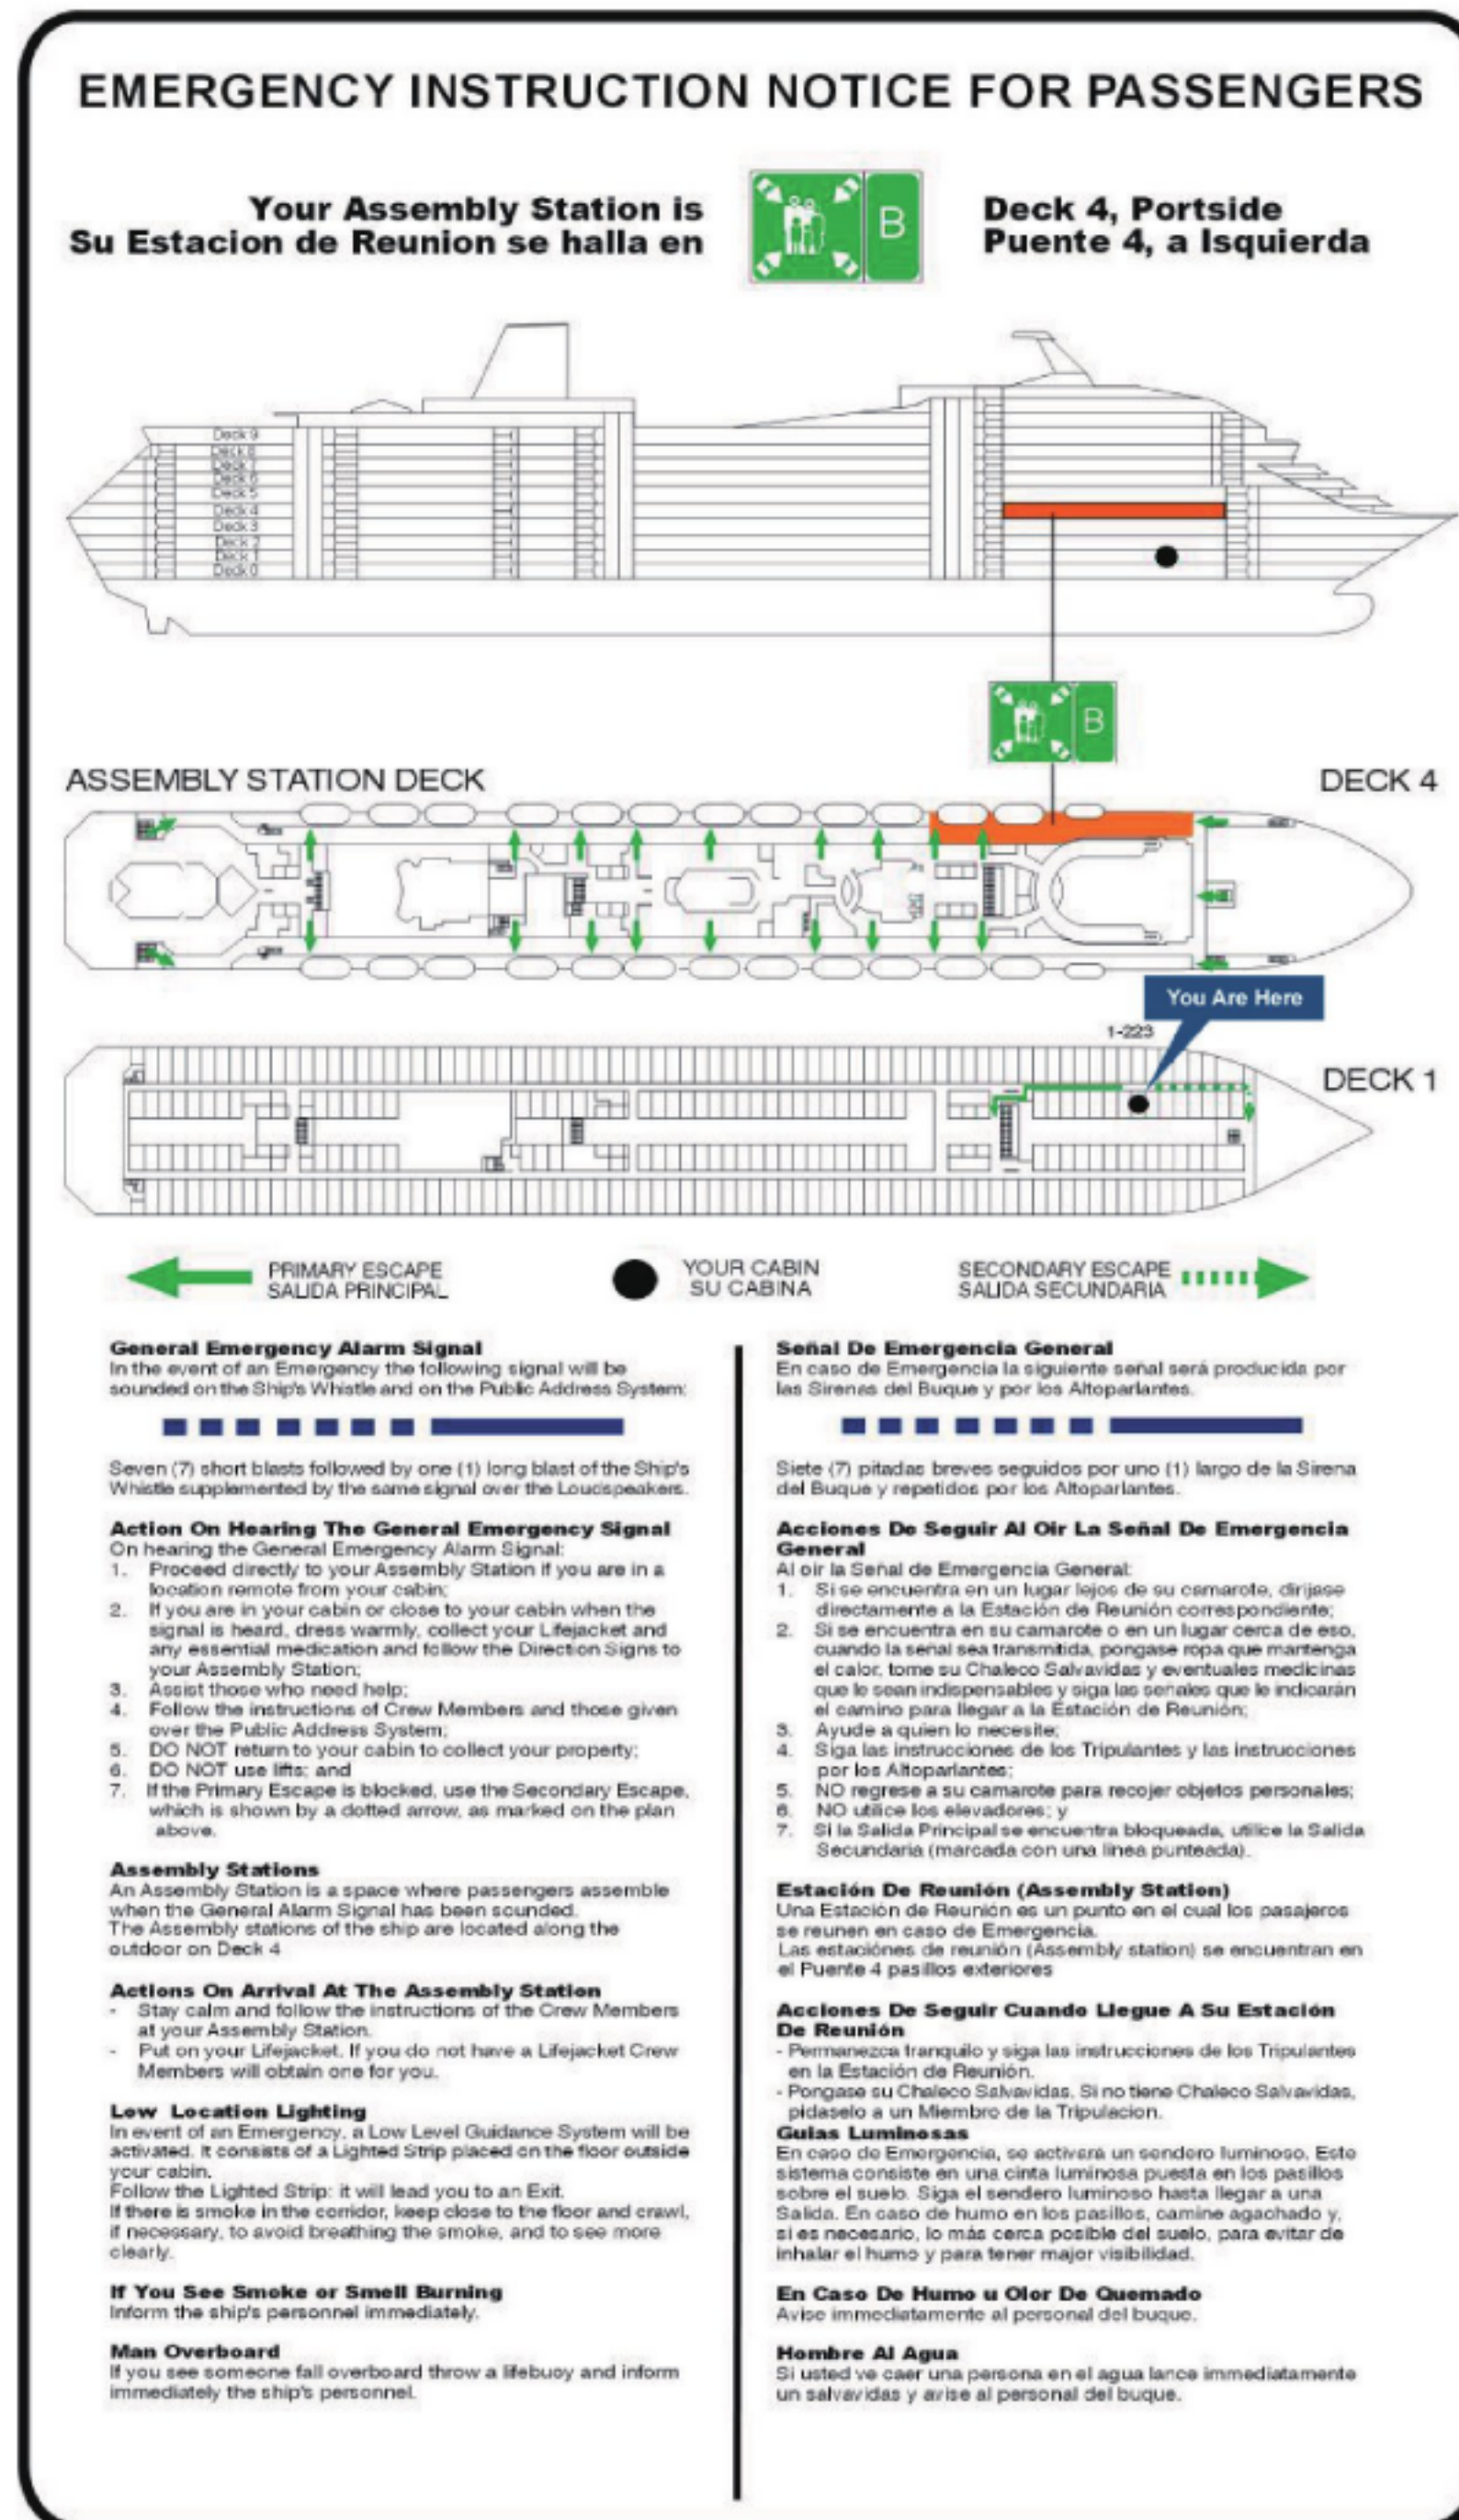 EMERGENCY INSTRUCTION NOTICE FOR PASSENGERS
Your Assembly Station is
Su Estacion de Reunion se halla en
B
Deck 4, Portside
Puente 4, a Isquierda
Deck 9
Deck 8
Deck 7
Deck 6
Deck 5
Deck 4
Deck 3
Deck 2
Deck 1
Deck 0
B
ASSEMBLY STATION DECK
DECK 4
You Are Here
1-223
DECK 1
PRIMARY ESCAPE
SALIDA PRINCIPAL
YOUR CABIN
SU CABINA
SECONDARY ESCAPE
SALIDA SECUNDARIA
General Emergency Alarm Signal
In the event of an Emergency the following signal will be
sounded on the Ship's Whistle and on the Public Address System:
Seven (7) short blasts followed by one (1) long blast of the Ship's
Whistle supplemented by the same signal over the Loudspeakers.
Action On Hearing The General Emergency Signal
On hearing the General Emergency Alarm Signal:
1. Proceed directly to your Assembly Station if you are in a
location remote from your cabin;
2. If you are in your cabin or close to your cabin when the
signal is heard, dress warmly, collect your Lifejacket and
any essential medication and follow the Direction Signs to
your Assembly Station;
3. Assist those who need help;
4. Follow the instructions of Crew Members and those given
over the Public Address System;
5. DO NOT return to your cabin to collect your property;
6. DO NOT use lifts; and
7. If the Primary Escape is blocked, use the Secondary Escape,
which is shown by a dotted arrow, as marked on the plan
above.
Assembly Stations
An Assembly Station is a space where passengers assemble
when the General Alarm Signal has been sounded.
The Assembly stations of the ship are located along the
outdoor on Deck 4
Actions On Arrival At The Assembly Station
- Stay calm and follow the instructions of the Crew Members
at your Assembly Station.
- Put on your Lifejacket. If you do not have a Lifejacket Crew
Members will obtain one for you.
Low Location Lighting
In event of an Emergency, a Low Level Guidance System will be
activated. It consists of a Lighted Strip placed on the floor outside
your cabin.
Follow the Lighted Strip: it will lead you to an Exit.
If there is smoke in the corridor, keep close to the floor and crawl,
if necessary, to avoid breathing the smoke, and to see more
clearly.
If You See Smoke or Smell Burning
Inform the ship's personnel immediately.
Man Overboard
If you see someone fall overboard throw a lifebuoy and inform
immediately the ship's personnel.
Señal De Emergencia General
En caso de Emergencia la siguiente señal será producida por
las Sirenas del Buque y por los Altoparlantes.
Siete (7) pitadas breves seguidos por uno (1) largo de la Sirena
del Buque y repetidos por los Altoparlantes.
Acciones De Seguir Al Oir La Señal De Emergencia
General
Al oir la Señal de Emergencia General:
1. Si se encuentra en un lugar lejos de su camarote, dirijase
directamente a la Estación de Reunión correspondiente;
2. Si se encuentra en su camarote o en un lugar cerca de eso,
cuando la señal sea transmitida, pongase ropa que mantenga
el calor, tome su Chaleco Salvavidas y eventuales medicinas
que le sean indispensables y siga las señales que le indicarán
el camino para llegar a la Estación de Reunión;
3. Ayude a quien lo necesite;
4. Siga las instrucciones de los Tripulantes y las instrucciones
por los Altoparlantes;
5. NO regrese a su camarote para recojer objetos personales;
6. NO utilice los elevadores; y
7. Si la Salida Principal se encuentra bloqueada, utilice la Salida
Secundaria (marcada con una linea punteada).
Estación De Reunión (Assembly Station)
Una Estación de Reunión es un punto en el cual los pasajeros
se reunen en caso de Emergencia.
Las estaciónes de reunión (Assembly station) se encuentran en
el Puente 4 pasillos exteriores
Acciones De Seguir Cuando Llegue A Su Estación
De Reunión
- Permanezca tranquilo y siga las instrucciones de los Tripulantes
en la Estación de Reunión.
- Pongase su Chaleco Salvavidas. Si no tiene Chaleco Salvavidas,
pidaselo a un Miembro de la Tripulacion.
Guias Luminosas
En caso de Emergencia, se activara un sendero luminoso. Este
sistema consiste en una cinta luminosa puesta en los pasillos
sobre el suelo. Siga el sendero luminoso hasta llegar a una
Salida. En caso de humo en los pasillos, camine agachado y,
si es necesario, lo más cerca posible del suelo, para evitar de
inhalar el humo y para tener major visibilidad.
En Caso De Humo u Olor De Quemado
Avise immediatamente al personal del buque.
Hombre Al Agua
Si usted ve caer una persona en el agua lance immediatamente
un salvavidas y avise al personal del buque.